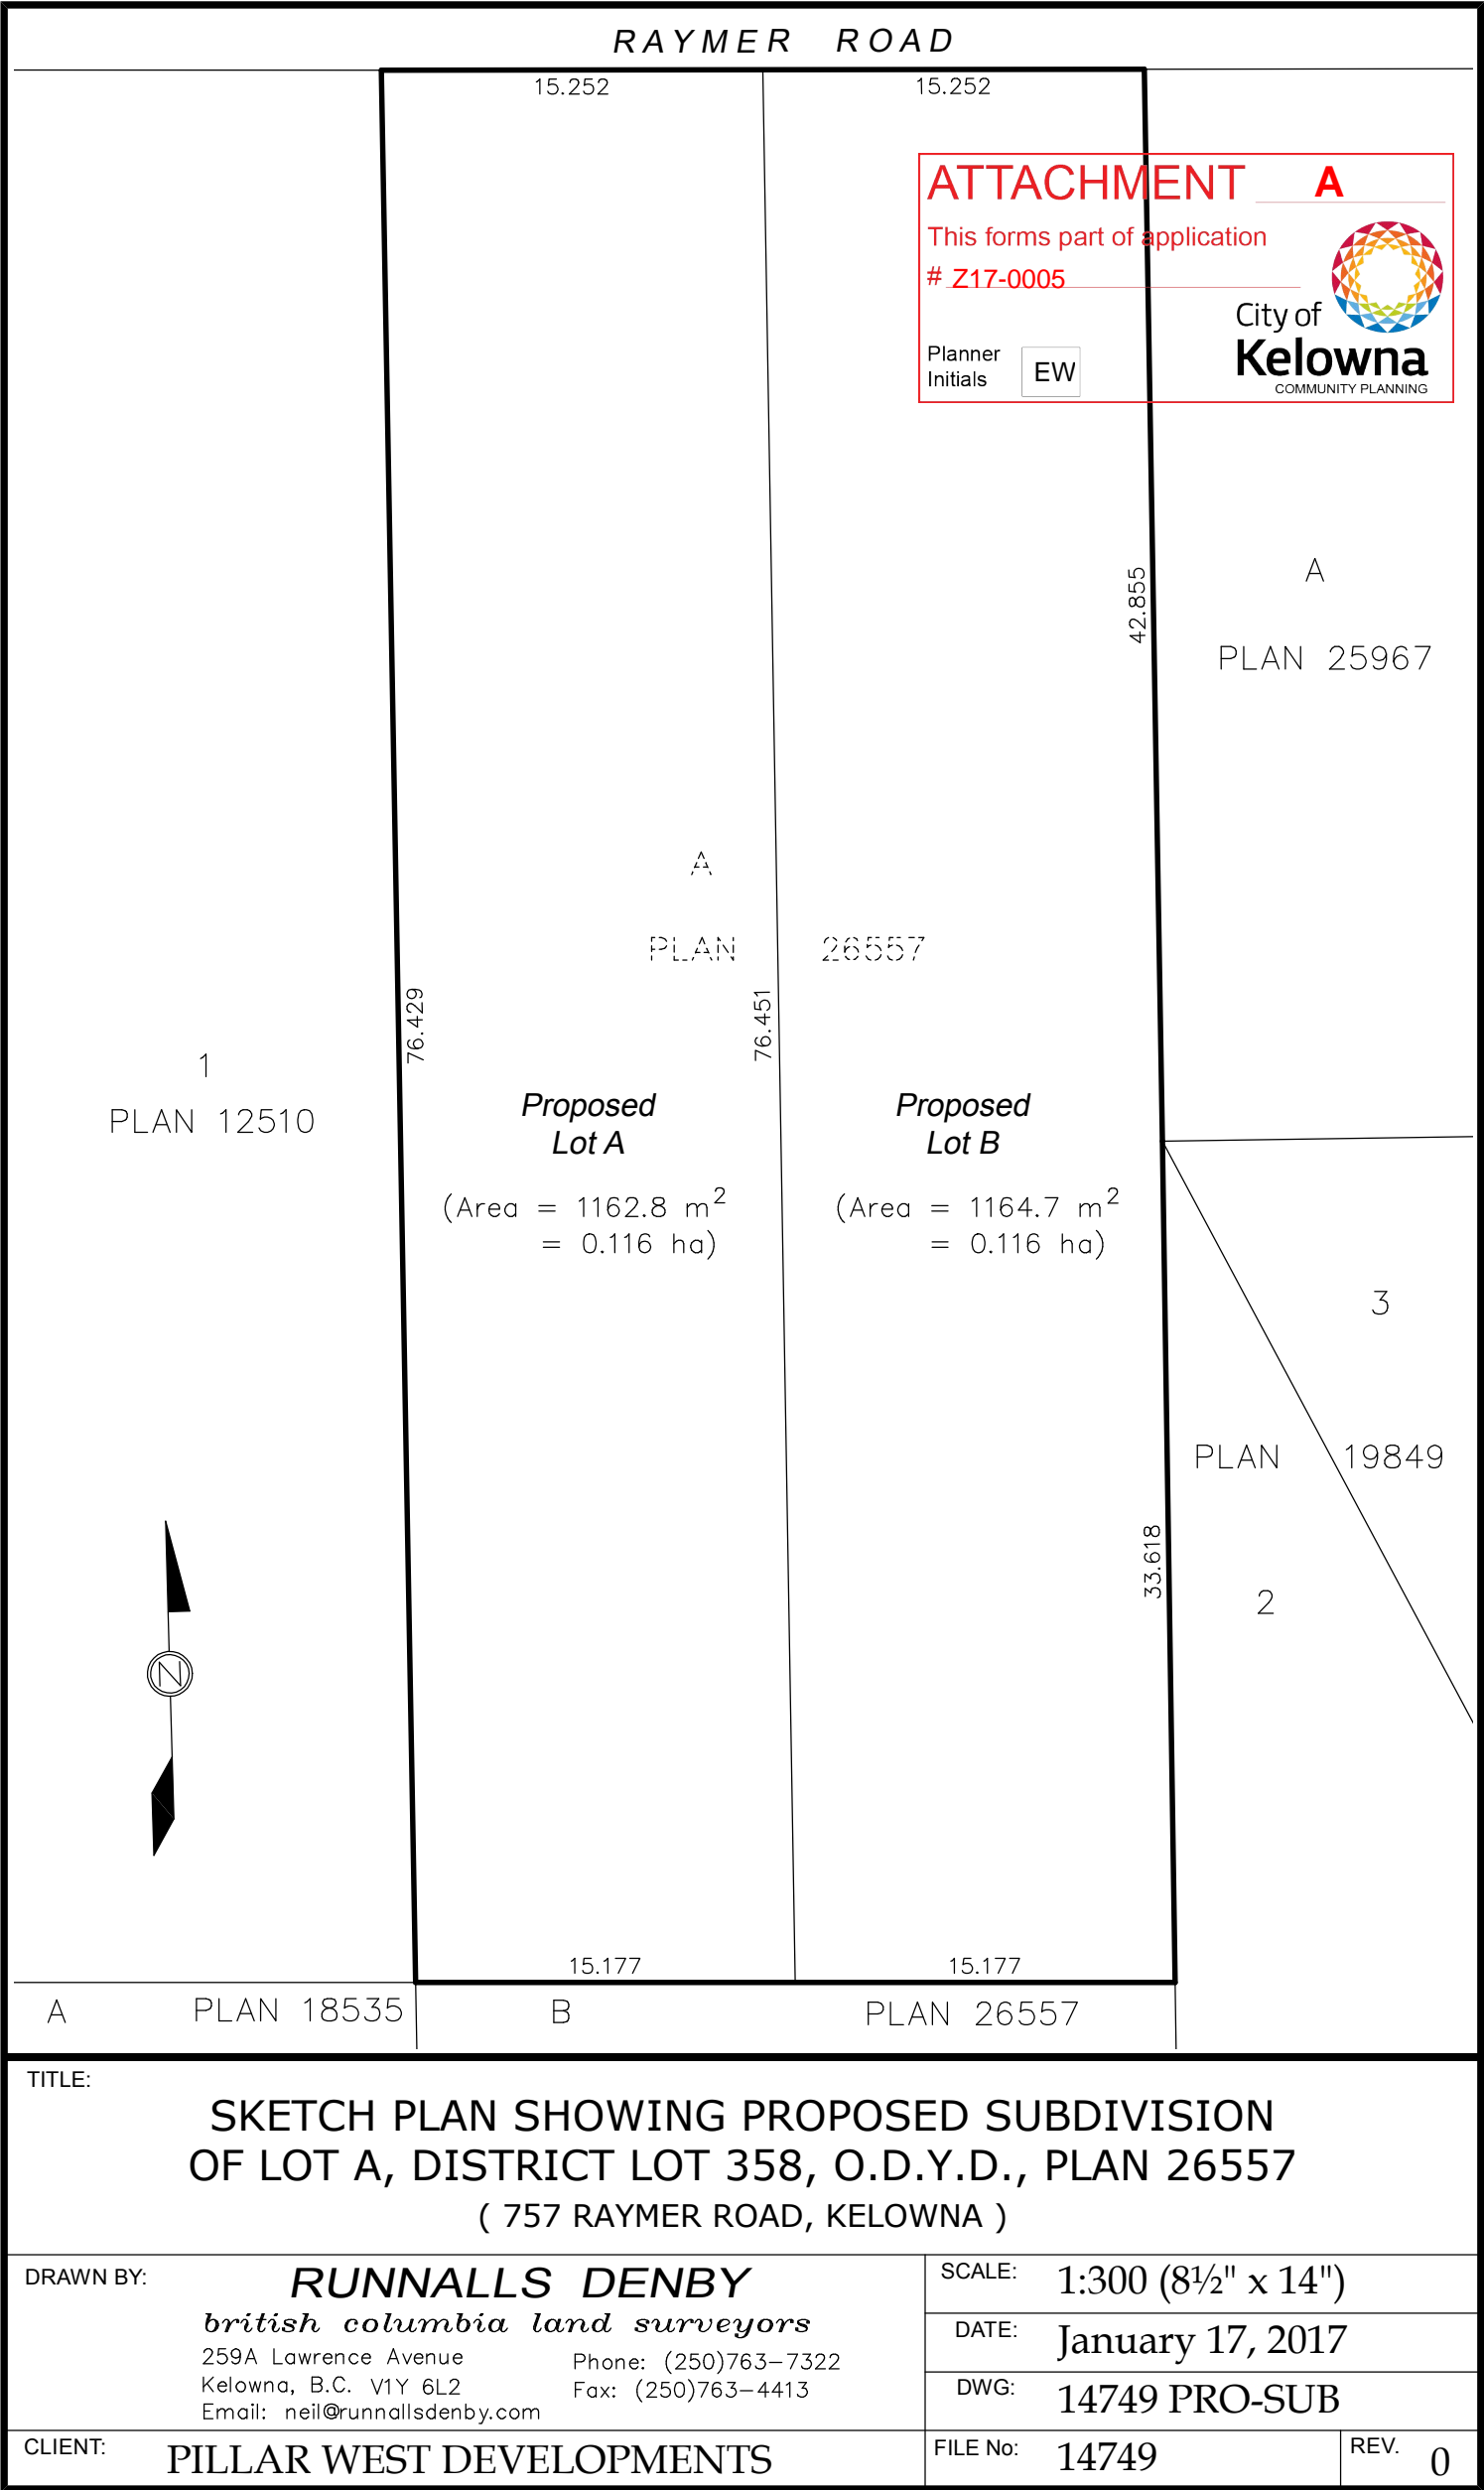 RAYMER ROAD
15.252
15.252
ATTACHMENT A
This forms part of application
# Z17-0005
City of
Kelowna
COMMUNITY PLANNING
Planner
Initials
EW
42.855
A
PLAN 25967
A
PLAN 26557
76.429
76.451
1
PLAN 12510
Proposed
Lot A
(Area = 1162.8 m²
= 0.116 ha)
Proposed
Lot B
(Area = 1164.7 m²
= 0.116 ha)
3
PLAN 19849
33.618
2
N
15.177
15.177
A PLAN 18535
B PLAN 26557
TITLE:
SKETCH PLAN SHOWING PROPOSED SUBDIVISION
OF LOT A, DISTRICT LOT 358, O.D.Y.D., PLAN 26557
( 757 RAYMER ROAD, KELOWNA )
DRAWN BY:
RUNNALLS DENBY
british columbia land surveyors
259A Lawrence Avenue
Kelowna, B.C. V1Y 6L2
Email: neil@runnallsdenby.com
Phone: (250)763-7322
Fax: (250)763-4413
SCALE: 1:300 (8½" x 14")
DATE: January 17, 2017
DWG: 14749 PRO-SUB
CLIENT: PILLAR WEST DEVELOPMENTS
FILE No: 14749
REV. 0